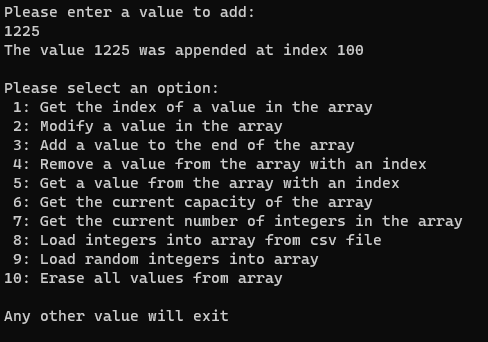 Please enter a value to add:
1225
The value 1225 was appended at index 100
Please select an option:
1: Get the index of a value in the array
2: Modify a value in the array
3: Add a value to the end of the array
4: Remove a value from the array with an index
5: Get a value from the array with an index
6: Get the current capacity of the array
7: Get the current number of integers in the array
8: Load integers into array from csv file
9: Load random integers into array
10: Erase all values from array
Any other value will exit